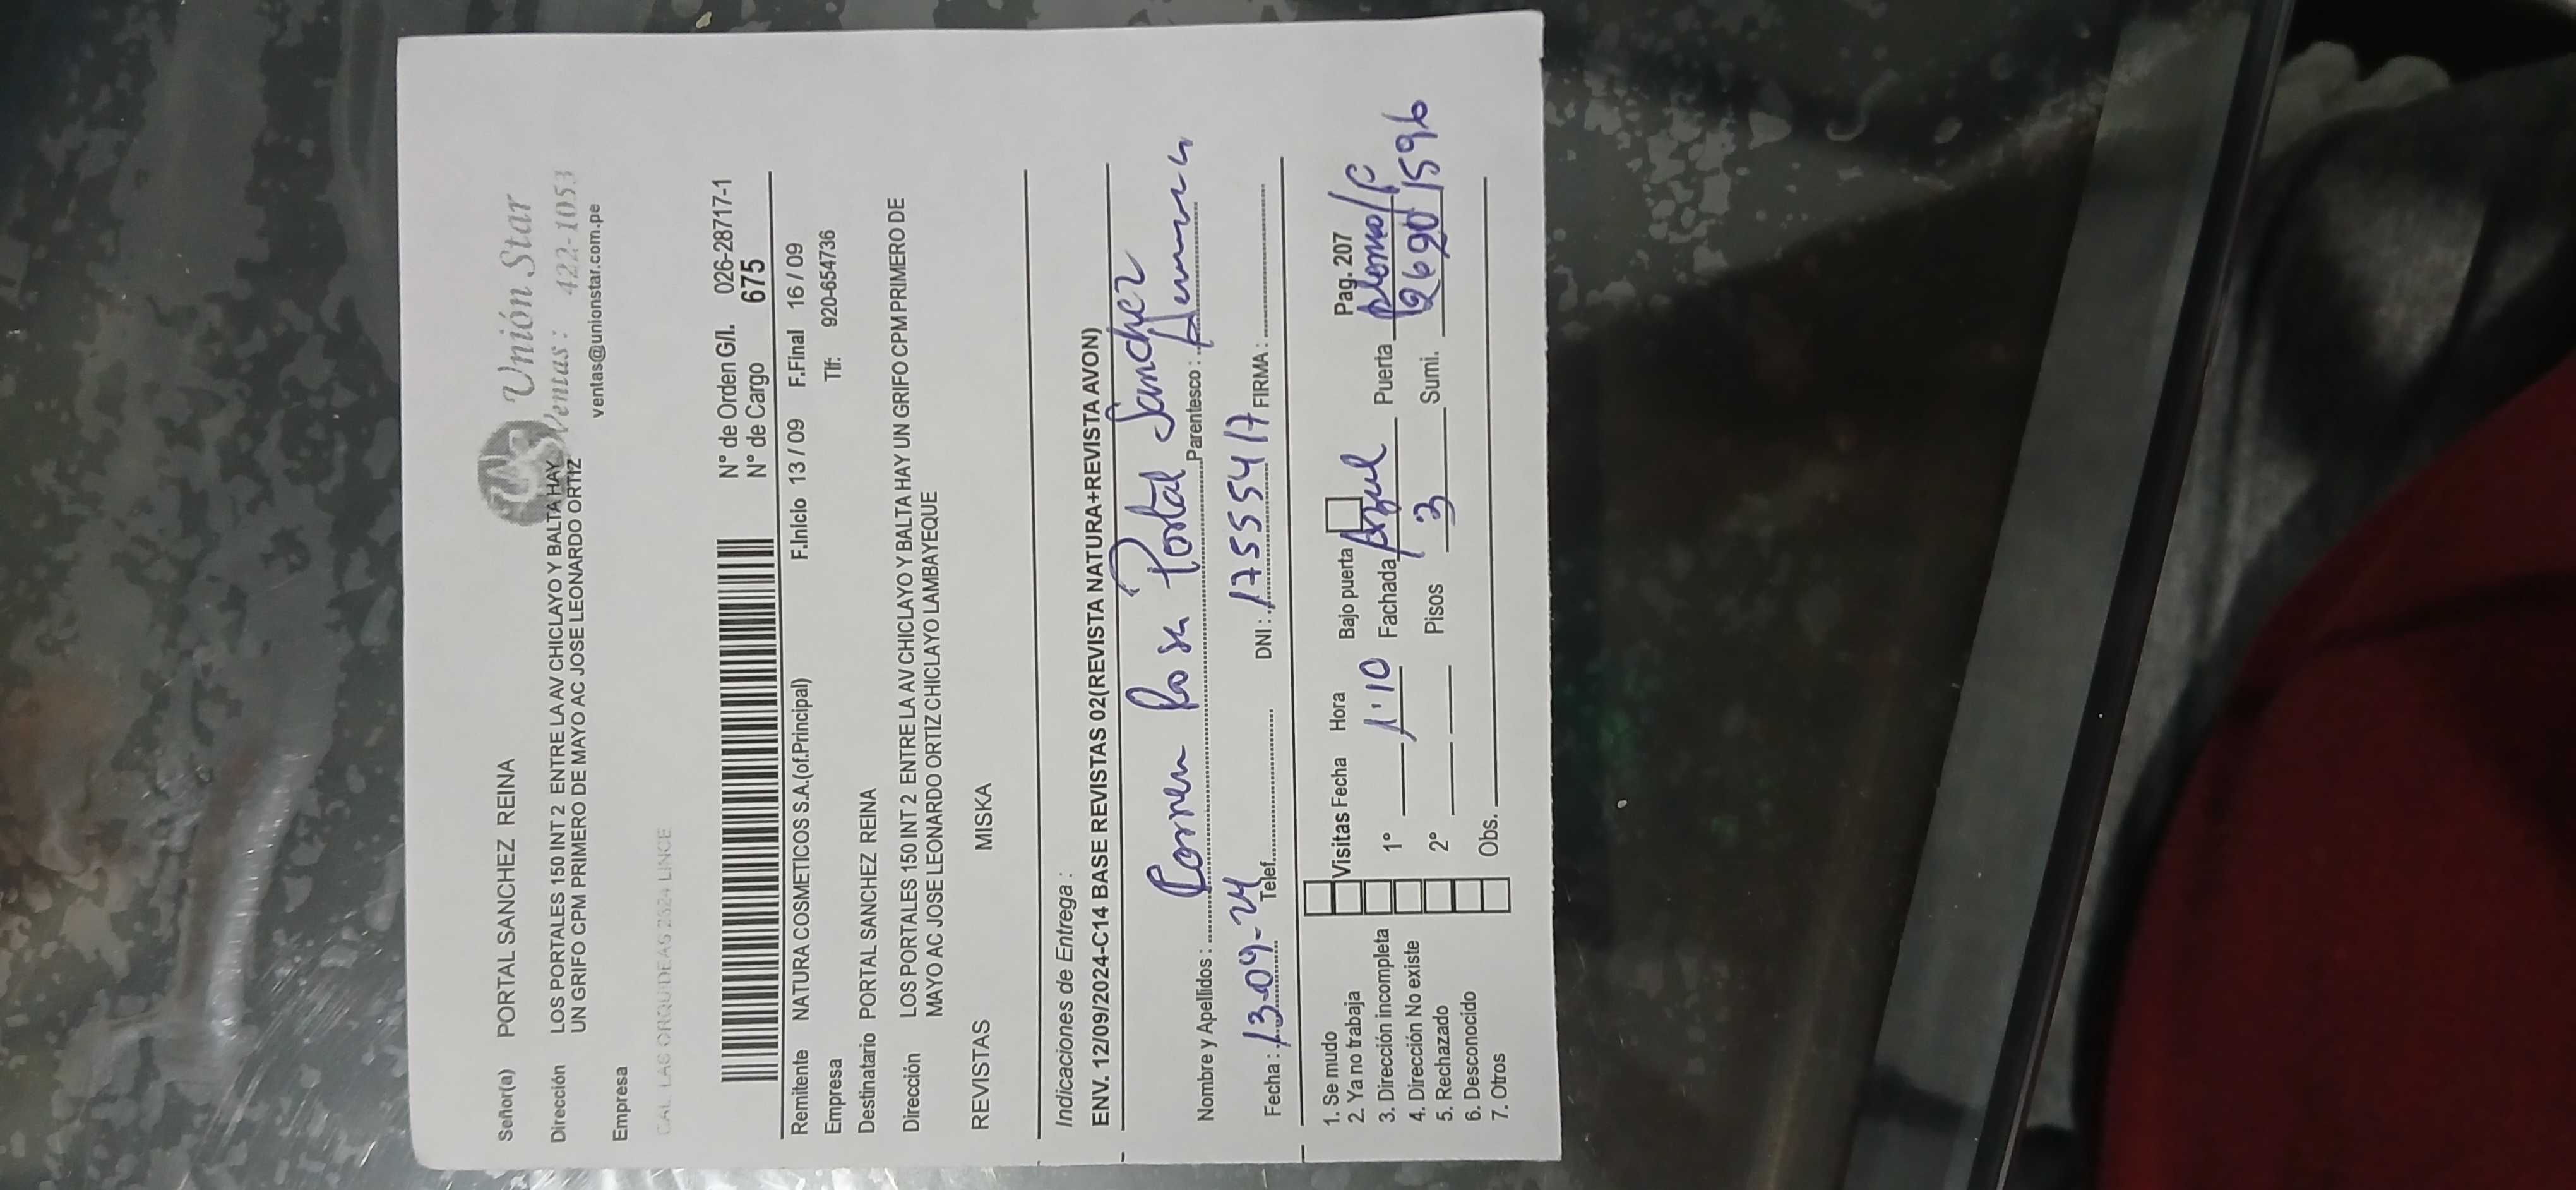 Unión Star
Ventas: 422-1053
ventas@unionstar.com.pe
Señor(a) PORTAL SANCHEZ REINA
Dirección LOS PORTALES 150 INT 2 ENTRE LA AV CHICLAYO Y BALTA HAY
UN GRIFO CPM PRIMERO DE MAYO AC JOSE LEONARDO ORTIZ
Empresa
CAL. LAS ORQUIDEAS 2624 LINCE
N° de Orden G/I. 026-28717-1
N° de Cargo 675
Remitente NATURA COSMETICOS S.A.(of.Principal) F.Inicio 13 / 09 F.Final 16 / 09
Empresa Tlf: 920-654736
Destinatario PORTAL SANCHEZ REINA
Dirección LOS PORTALES 150 INT 2 ENTRE LA AV CHICLAYO Y BALTA HAY UN GRIFO CPM PRIMERO DE
MAYO AC JOSE LEONARDO ORTIZ CHICLAYO LAMBAYEQUE
REVISTAS MISKA
Indicaciones de Entrega :
ENV. 12/09/2024-C14 BASE REVISTAS 02(REVISTA NATURA+REVISTA AVON)
Nombre y Apellidos : Carmen Rosa Portal Sanchez Parentesco :
Fecha : 13-09-24 Telef. DNI : 17555417 FIRMA :
Pag. 207
1. Se mudo
2. Ya no trabaja Visitas Fecha Hora Bajo puerta
3. Dirección incompleta 1° 1'10 Fachada Azul Puerta plomo/F
4. Dirección No existe
5. Rechazado 2° Pisos 3 Sumi. 26901596
6. Desconocido
7. Otros Obs.